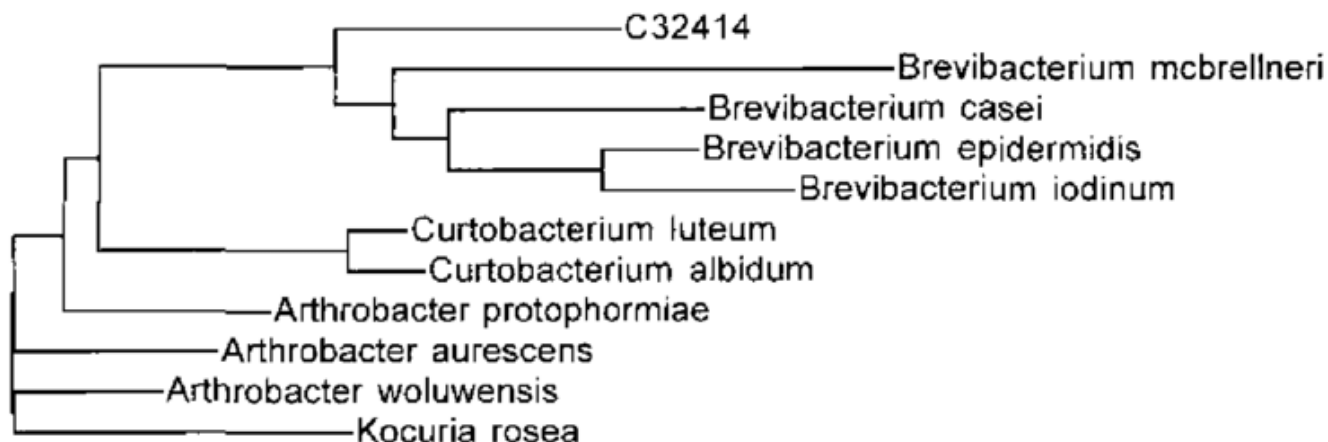 C32414
Brevibacterium mcbrellneri
Brevibacterium casei
Brevibacterium epidermidis
Brevibacterium iodinum
Curtobacterium luteum
Curtobacterium albidum
Arthrobacter protophormiae
Arthrobacter aurescens
Arthrobacter woluwensis
Kocuria rosea